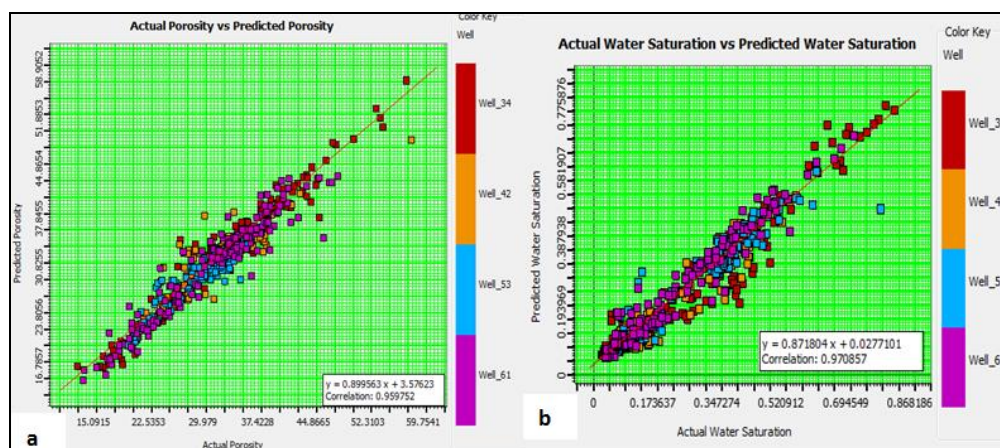 Actual Porosity vs Predicted Porosity
Color Key
Well
58.9052
51.8853
44.8654
37.8455
30.8255
23.8056
16.7857
Predicted Porosity
Well_34
Well_42
Well_53
Well_61
y = 0.899563 x + 3.57623
Correlation: 0.959752
15.0915 22.5353 29.979 37.4228 44.8665 52.3103 59.7541
Actual Porosity
a
Actual Water Saturation vs Predicted Water Saturation
Color Key
Well
0.775876
0.581907
0.387938
0.193969
0
Predicted Water Saturation
Well_3
Well_4
Well_5
Well_6
y = 0.871804 x + 0.0277101
Correlation: 0.970857
0 0.173637 0.347274 0.520912 0.694549 0.868186
Actual Water Saturation
b